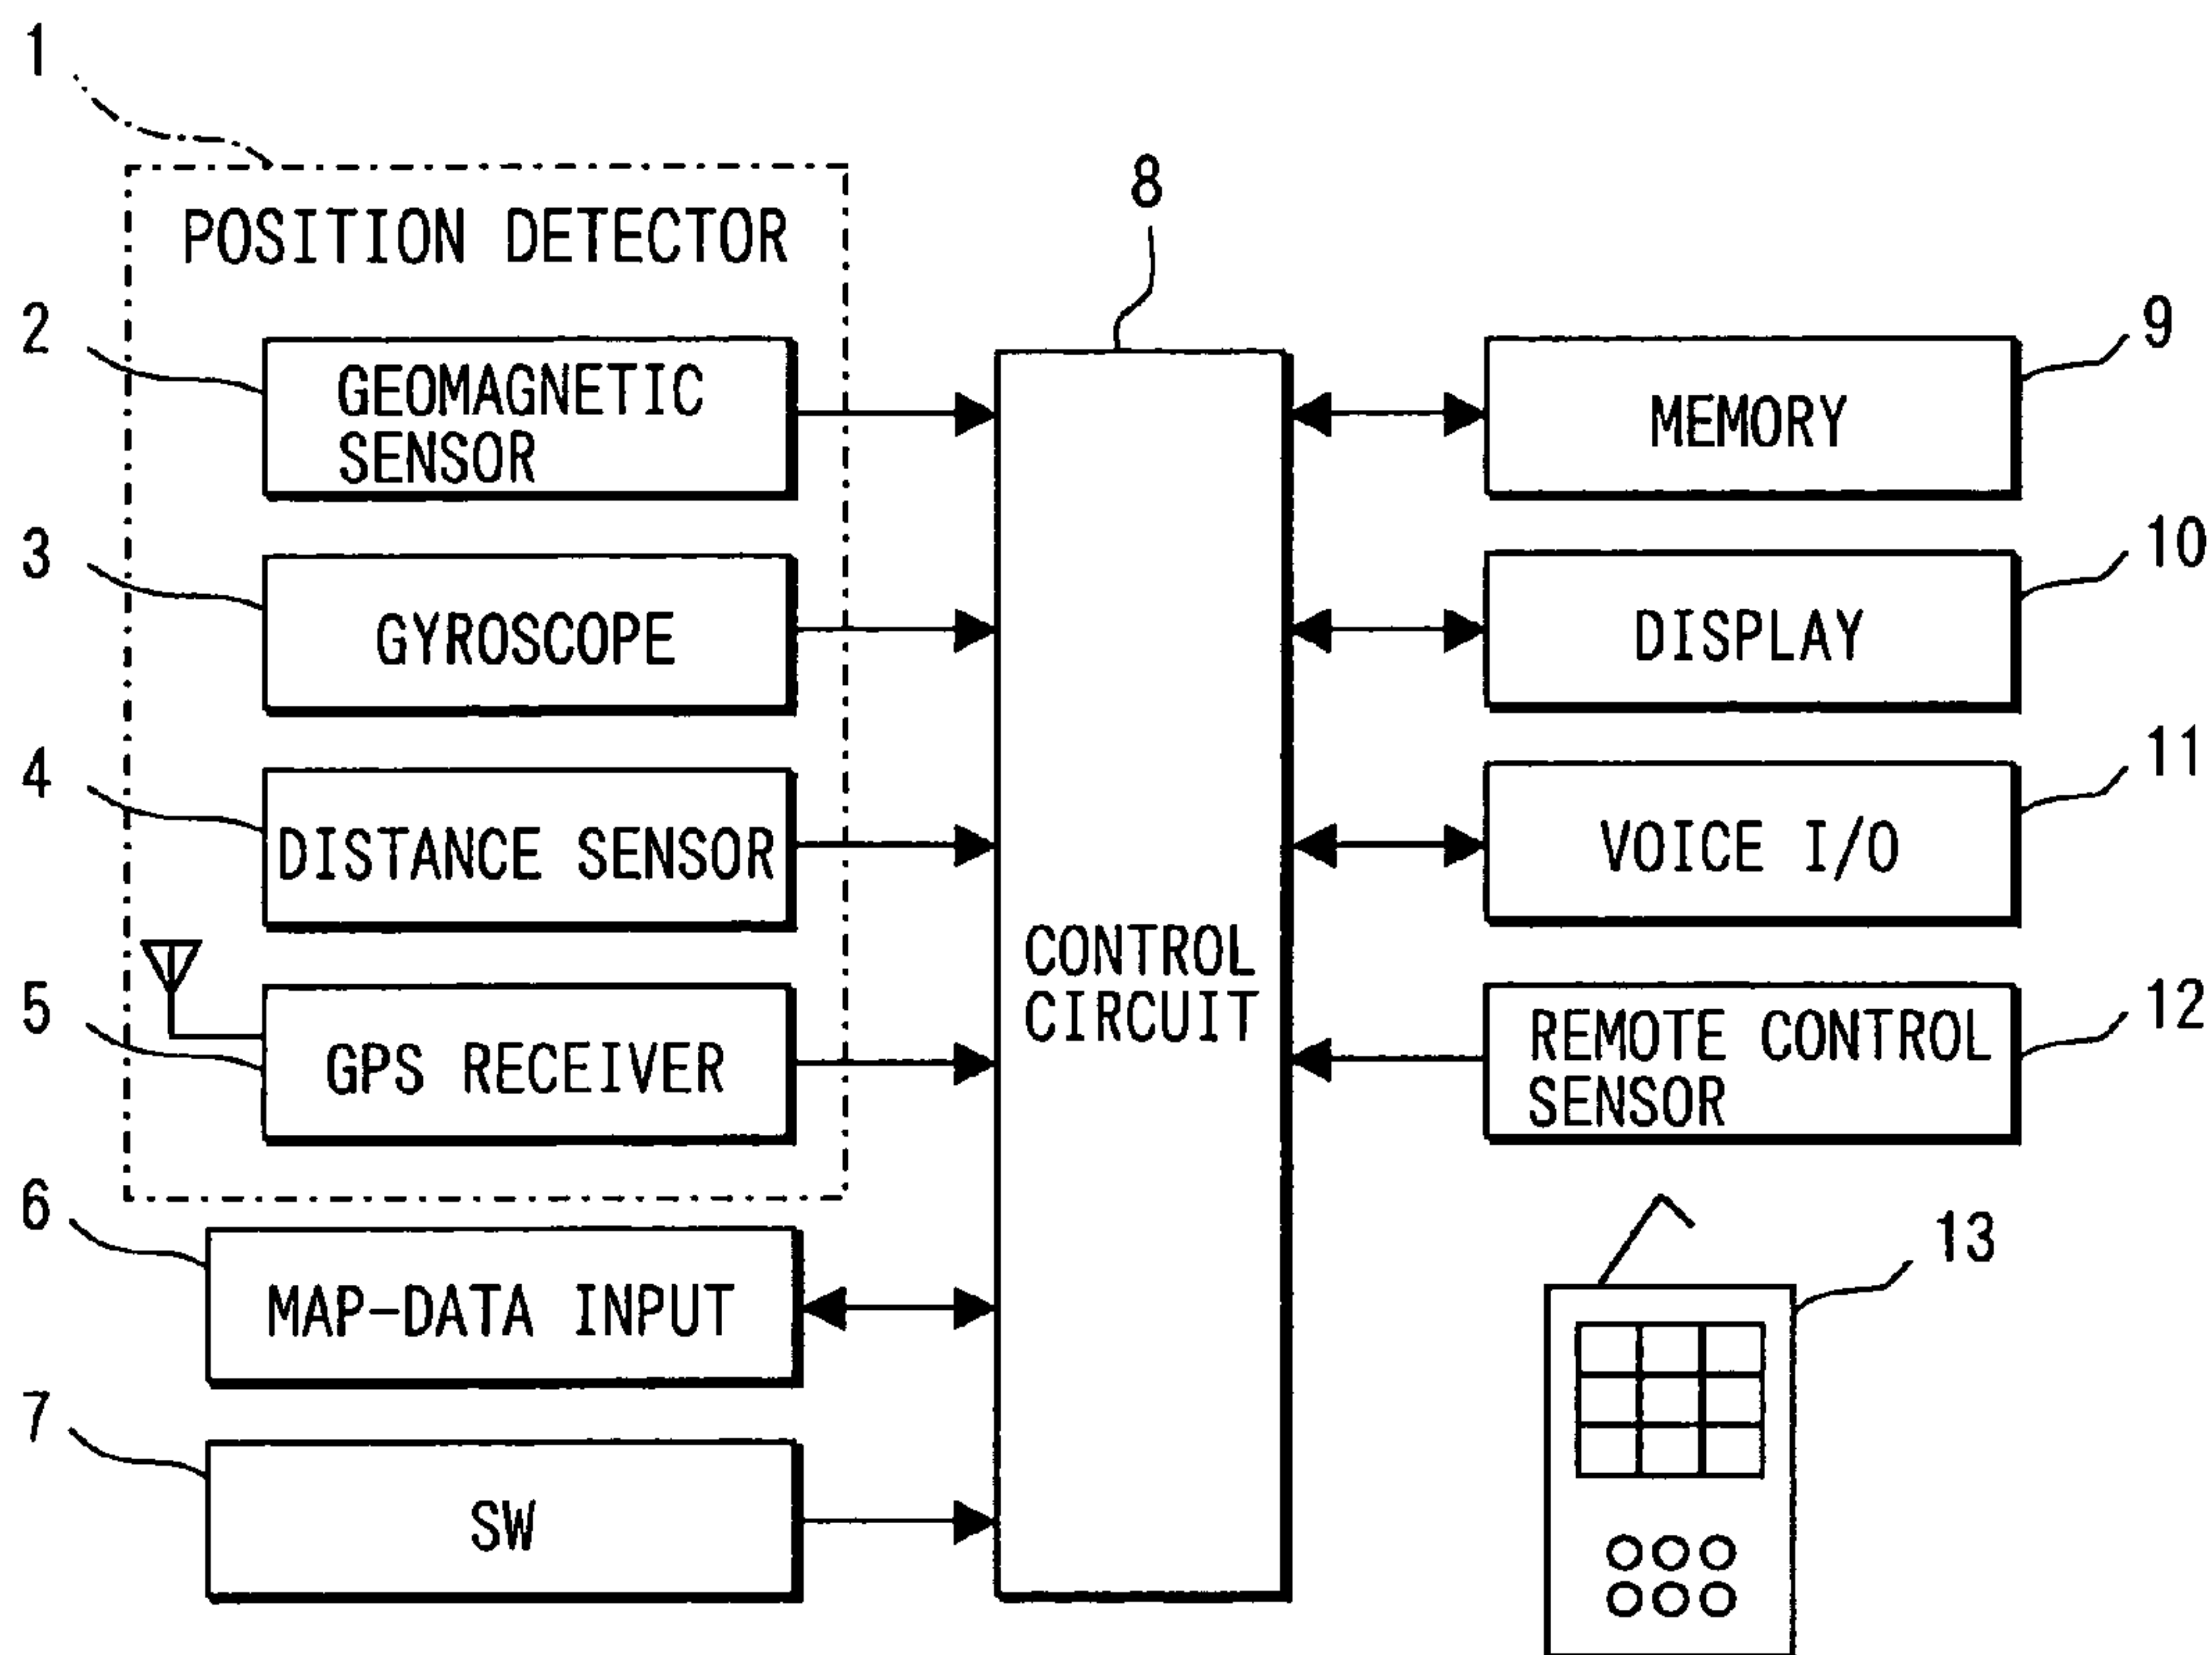 1
POSITION DETECTOR
2
GEOMAGNETIC
SENSOR
3
GYROSCOPE
4
DISTANCE SENSOR
5
GPS RECEIVER
6
MAP-DATA INPUT
7
SW
8
CONTROL
CIRCUIT
9
MEMORY
10
DISPLAY
11
VOICE I/O
12
REMOTE CONTROL
SENSOR
13